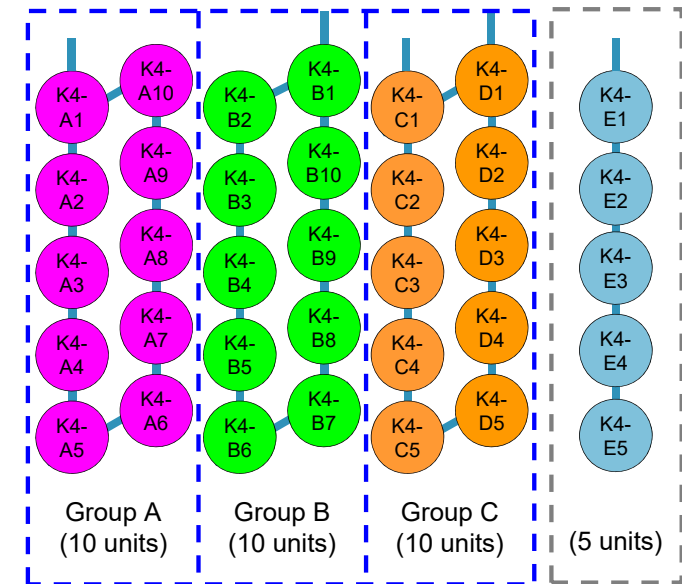 K4-
A1
K4-
A2
K4-
A3
K4-
A4
K4-
A5
K4-
A10
K4-
A9
K4-
A8
K4-
A7
K4-
A6
Group A
(10 units)
K4-
B2
K4-
B3
K4-
B4
K4-
B5
K4-
B6
K4-
B1
K4-
B10
K4-
B9
K4-
B8
K4-
B7
Group B
(10 units)
K4-
C1
K4-
C2
K4-
C3
K4-
C4
K4-
C5
K4-
D1
K4-
D2
K4-
D3
K4-
D4
K4-
D5
Group C
(10 units)
K4-
E1
K4-
E2
K4-
E3
K4-
E4
K4-
E5
(5 units)